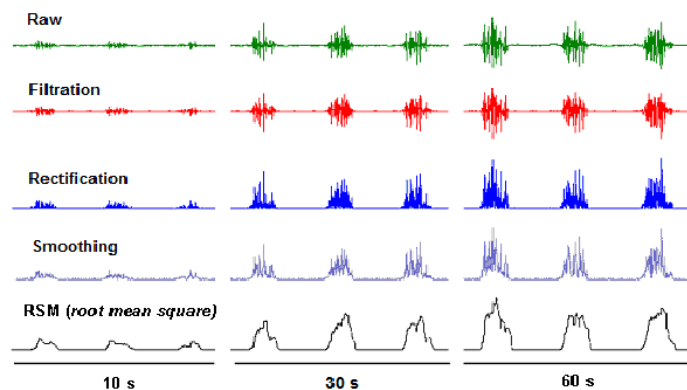 Raw
Filtration
Rectification
Smoothing
RSM (root mean square)
10 s
30 s
60 s